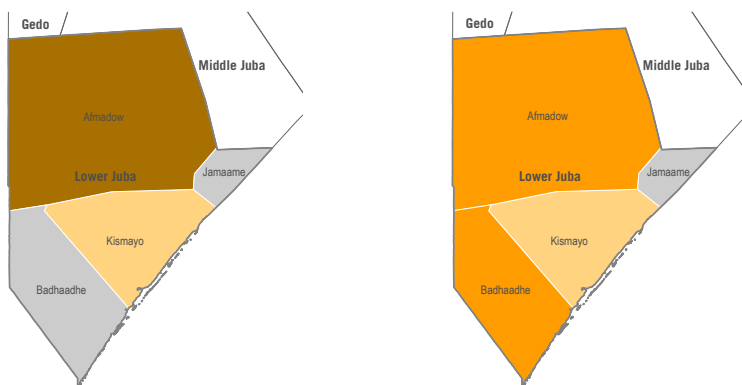 Gedo
Middle Juba
Afmadow
Lower Juba
Jamaame
Kismayo
Badhaadhe
Gedo
Middle Juba
Afmadow
Lower Juba
Jamaame
Kismayo
Badhaadhe